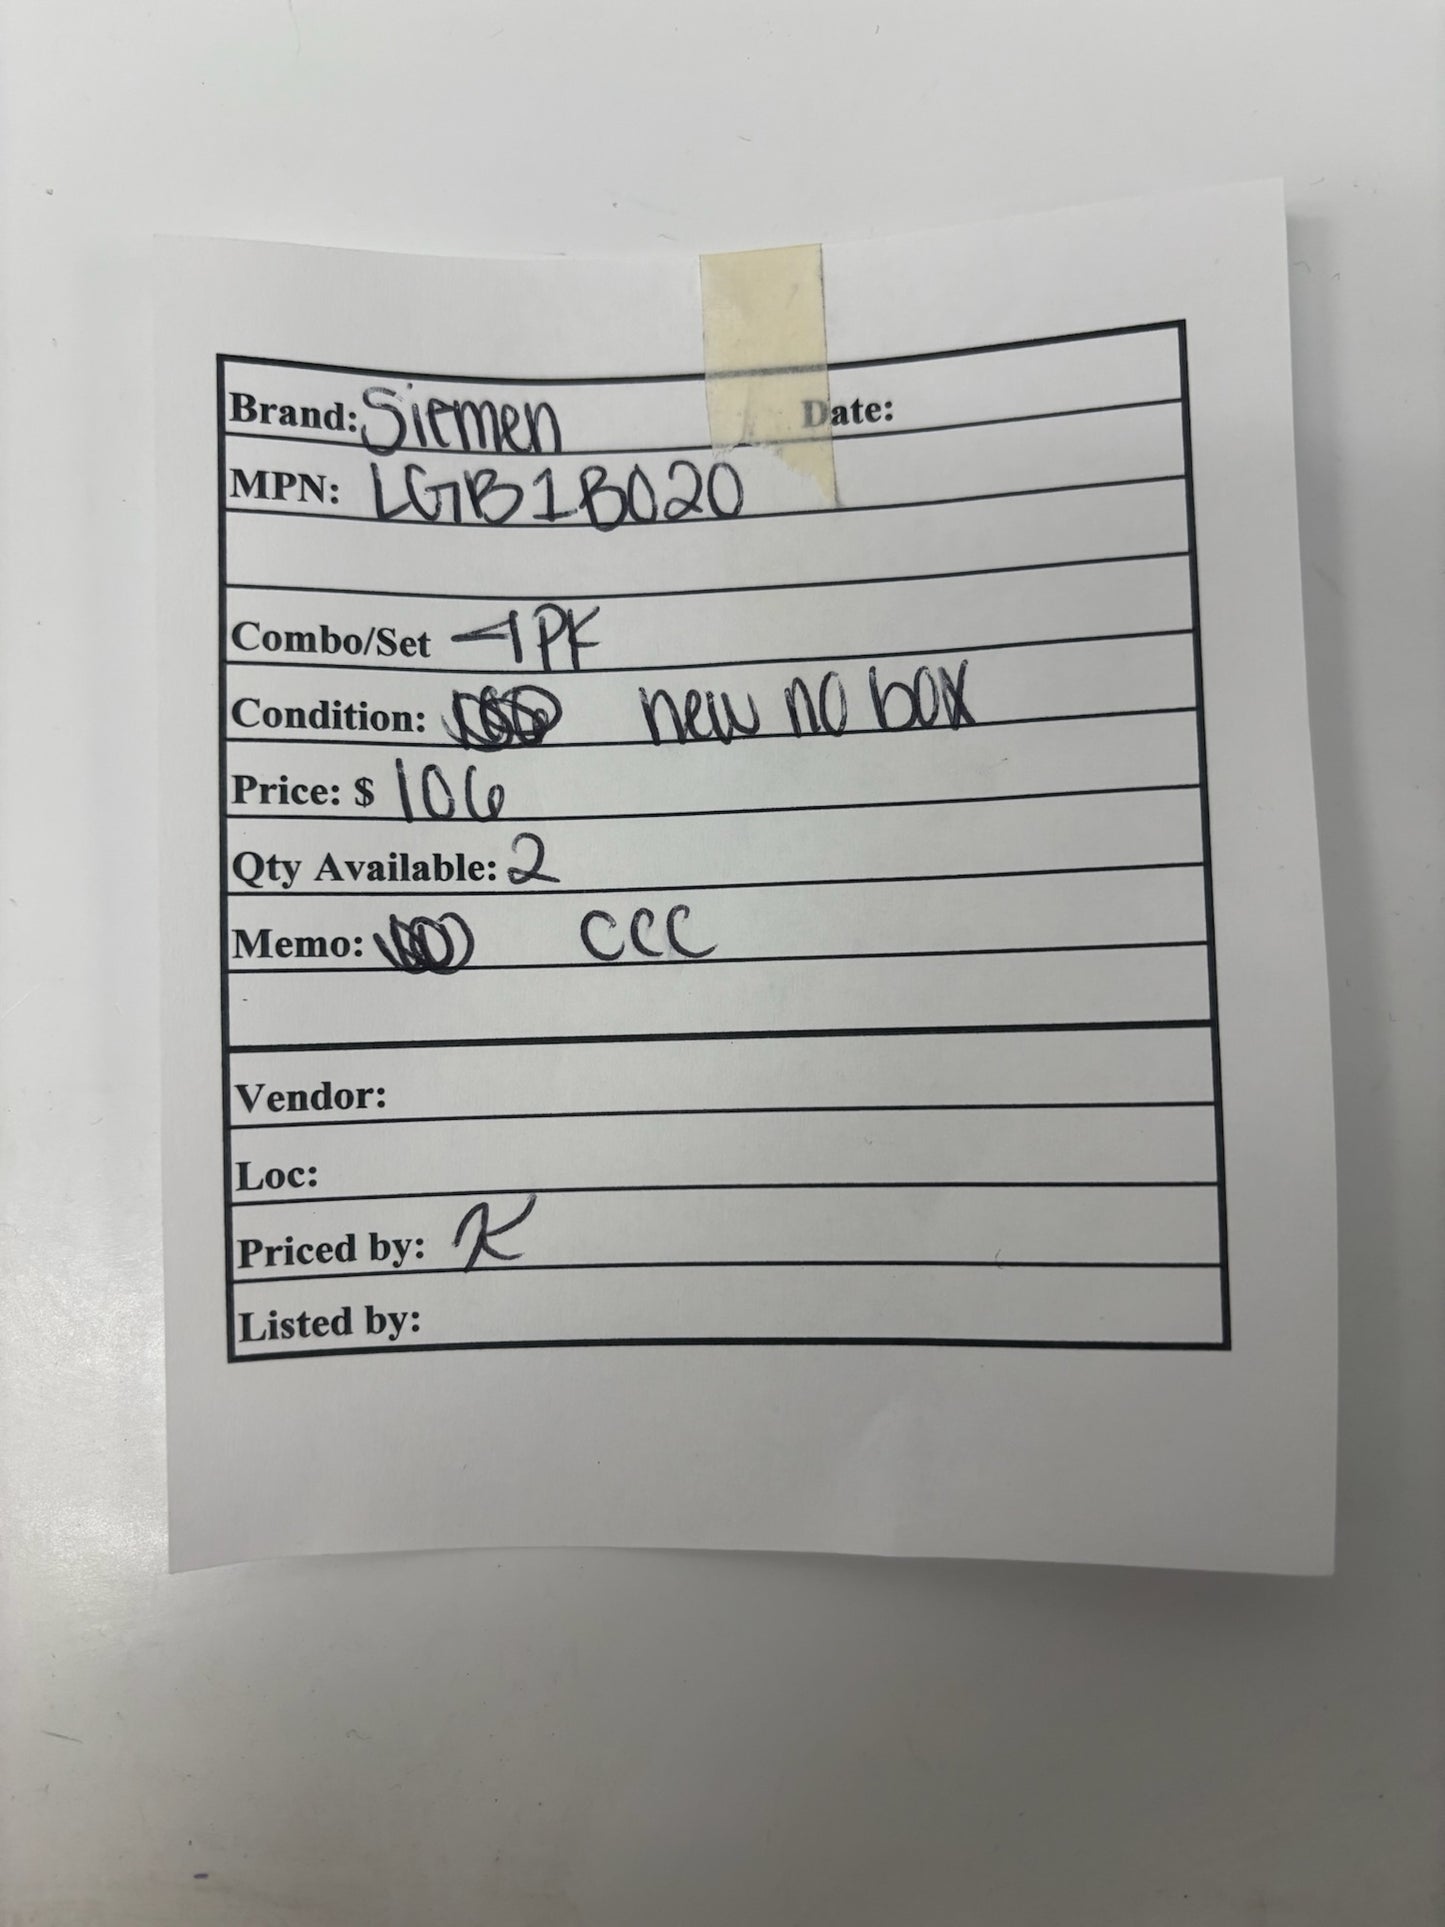 Brand: Siemen Date:
MPN: LGB1B020
Combo/Set 4PK
Condition: new no box
Price: $ 106
Qty Available: 2
Memo: CCC
Vendor:
Loc:
Priced by: K
Listed by: